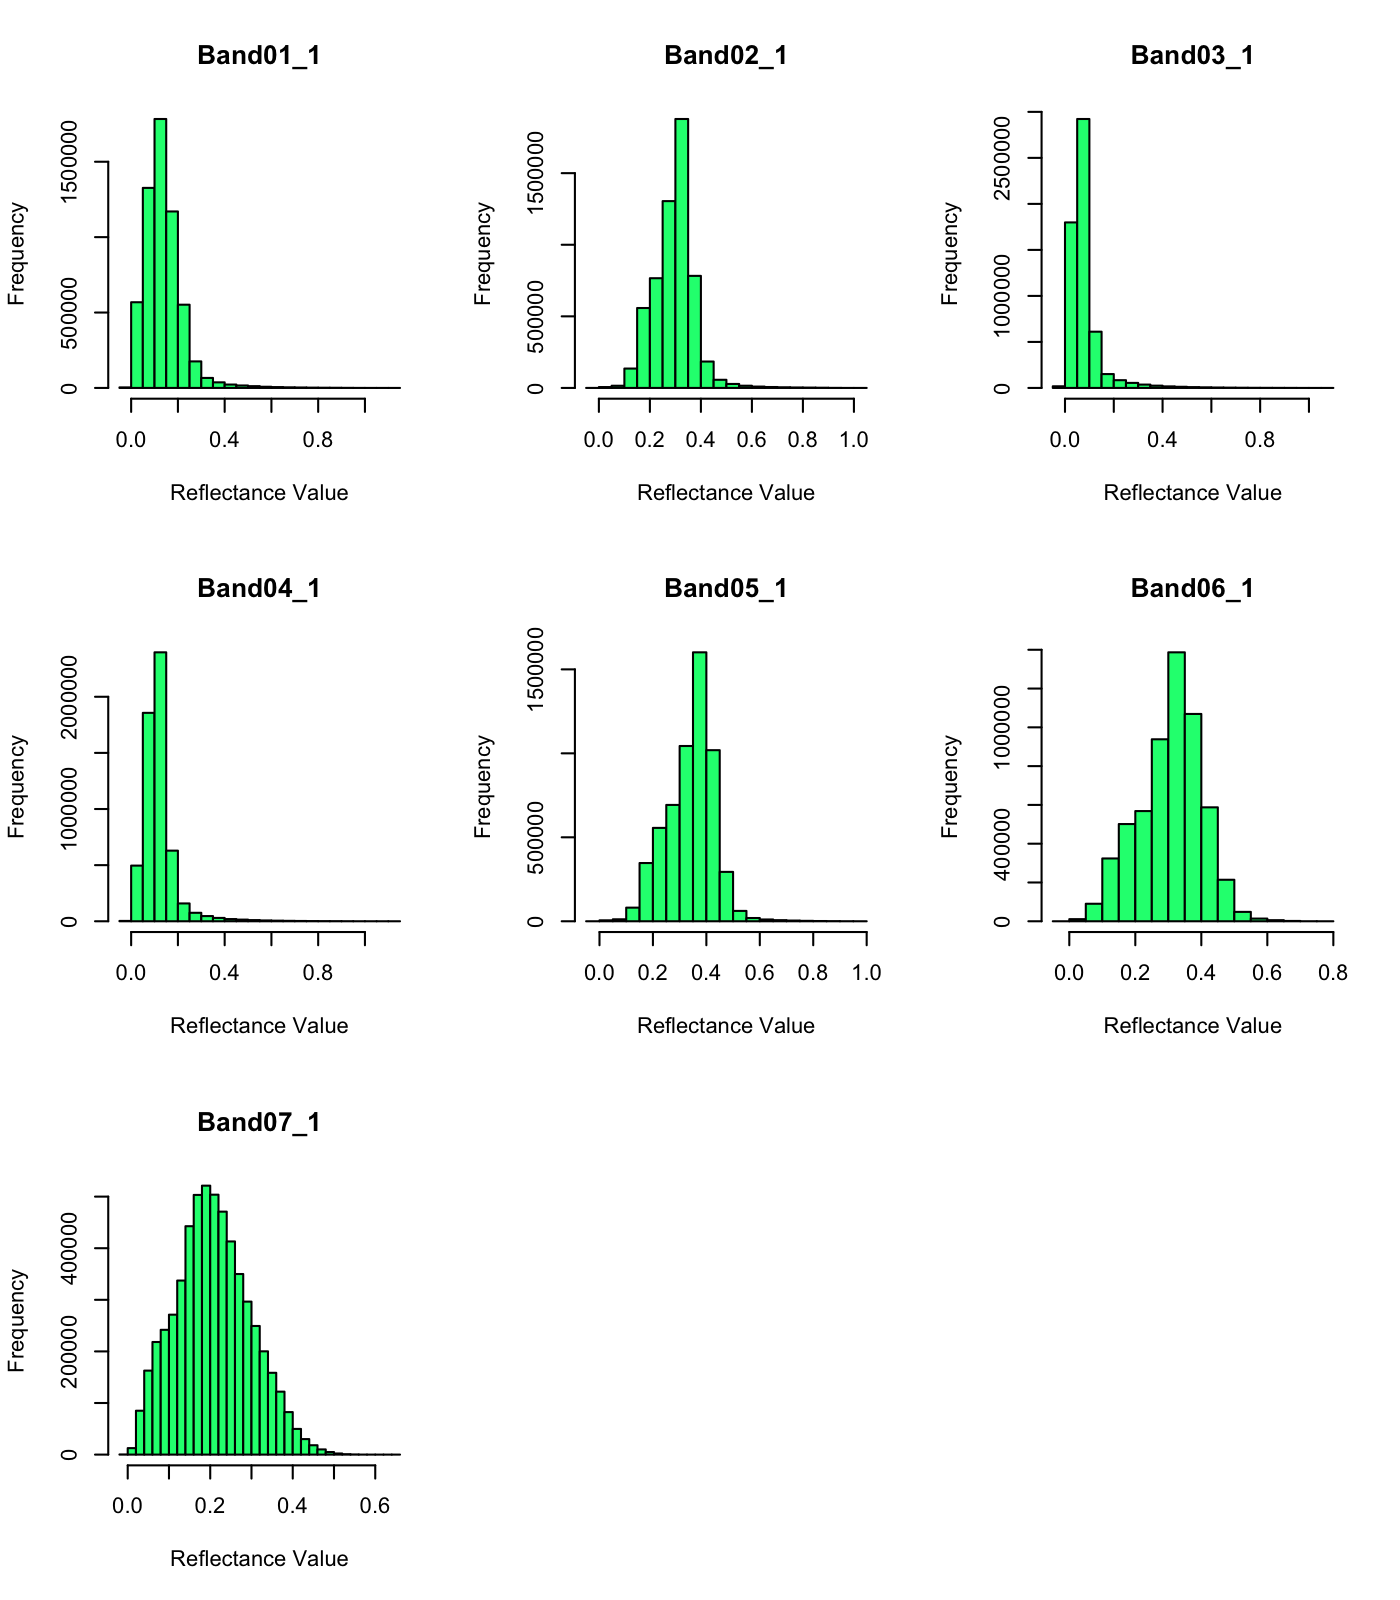 Band01_1
Frequency
0 500000 1500000
0.0 0.4 0.8
Reflectance Value
Band02_1
Frequency
0 500000 1500000
0.0 0.2 0.4 0.6 0.8 1.0
Reflectance Value
Band03_1
Frequency
0 1000000 2500000
0.0 0.4 0.8
Reflectance Value
Band04_1
Frequency
0 1000000 2000000
0.0 0.4 0.8
Reflectance Value
Band05_1
Frequency
0 500000 1500000
0.0 0.2 0.4 0.6 0.8 1.0
Reflectance Value
Band06_1
Frequency
0 400000 1000000
0.0 0.2 0.4 0.6 0.8
Reflectance Value
Band07_1
Frequency
0 200000 400000
0.0 0.2 0.4 0.6
Reflectance Value